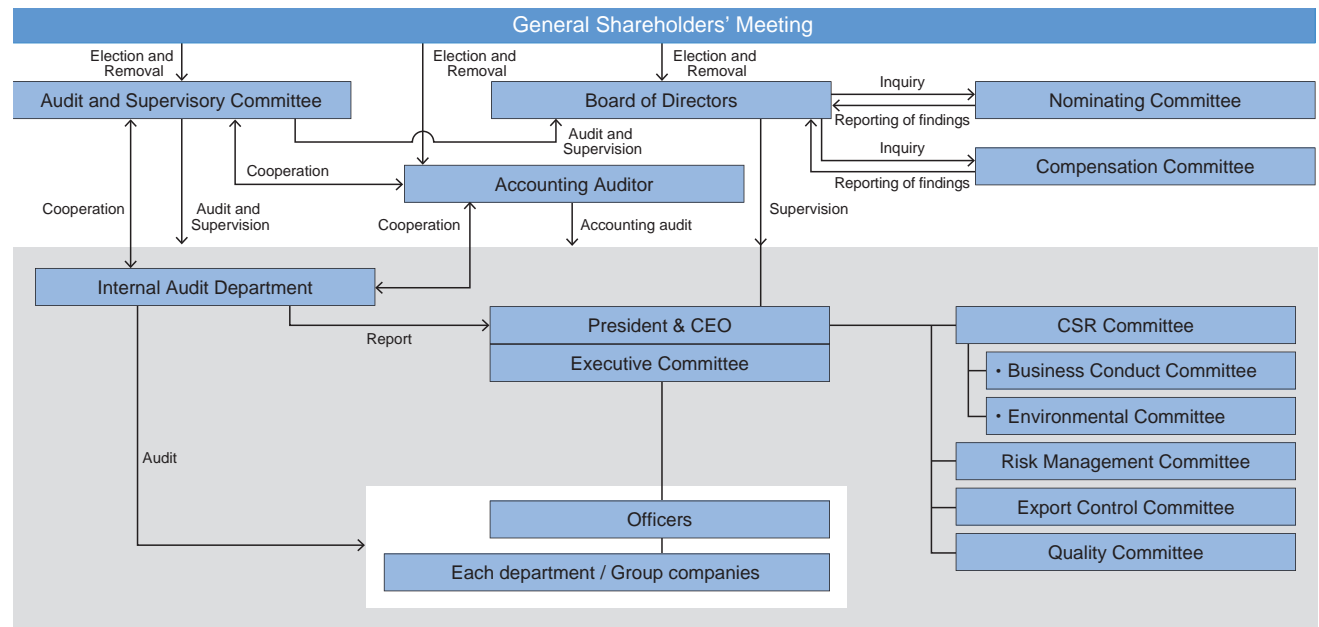 General Shareholders' Meeting
Election and
Removal
Election and
Removal
Election and
Removal
Audit and Supervisory Committee
Board of Directors
Inquiry
Nominating Committee
Reporting of findings
Audit and
Supervision
Inquiry
Compensation Committee
Reporting of findings
Cooperation
Accounting Auditor
Cooperation
Audit and
Supervision
Cooperation
Accounting audit
Supervision
Internal Audit Department
Report
President & CEO
Executive Committee
CSR Committee
・Business Conduct Committee
・Environmental Committee
Risk Management Committee
Export Control Committee
Quality Committee
Audit
Officers
Each department / Group companies